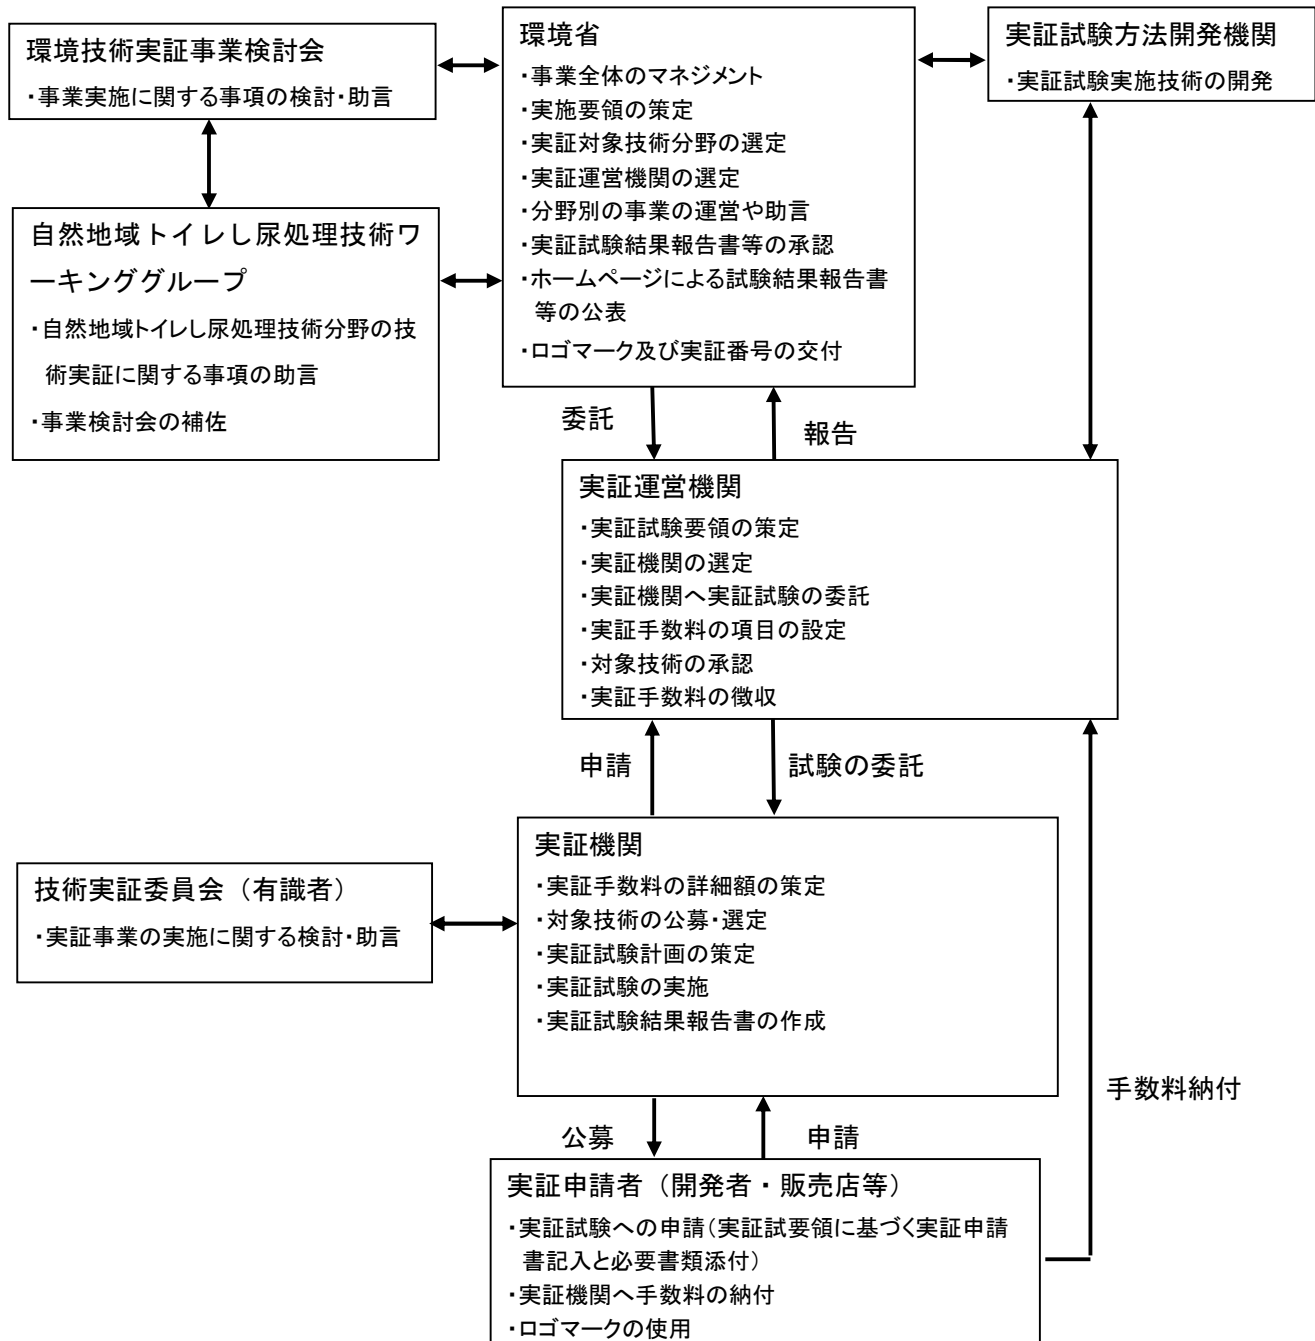 環境技術実証事業検討会
・事業実施に関する事項の検討・助言
環境省
・事業全体のマネジメント
・実施要領の策定
・実証対象技術分野の選定
・実証運営機関の選定
・分野別の事業の運営や助言
・実証試験結果報告書等の承認
・ホームページによる試験結果報告書
等の公表
・ロゴマーク及び実証番号の交付
実証試験方法開発機関
・実証試験実施技術の開発
自然地域トイレし尿処理技術ワ
ーキンググループ
・自然地域トイレし尿処理技術分野の技
術実証に関する事項の助言
・事業検討会の補佐
委託
報告
実証運営機関
・実証試験要領の策定
・実証機関の選定
・実証機関へ実証試験の委託
・実証手数料の項目の設定
・対象技術の承認
・実証手数料の徴収
申請
試験の委託
実証機関
・実証手数料の詳細額の策定
・対象技術の公募・選定
・実証試験計画の策定
・実証試験の実施
・実証試験結果報告書の作成
技術実証委員会（有識者）
・実証事業の実施に関する検討・助言
手数料納付
公募
申請
実証申請者（開発者・販売店等）
・実証試験への申請（実証試要領に基づく実証申請
書記入と必要書類添付）
・実証機関へ手数料の納付
・ロゴマークの使用